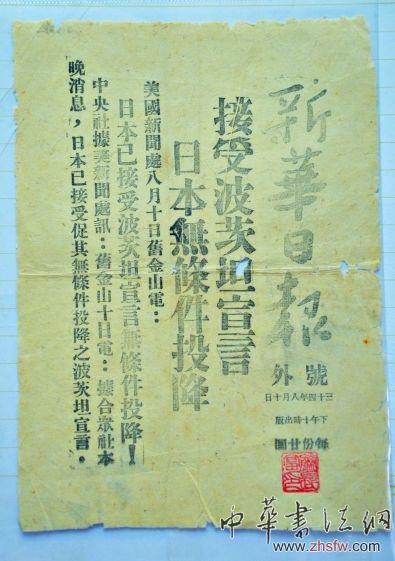 新華日報
號外
三十四年八月十日
下午十時出版
每份廿圓
接受波茨坦宣言
日本無條件投降
美國新聞處八月十日舊金山電：
日本已接受波茨坦宣言無條件投降！
中央社據美新聞處訊：舊金山十日電：據合眾社本
晚消息，日本已接受促其無條件投降之波茨坦宣言。
中華書法網
www.zhsfw.com